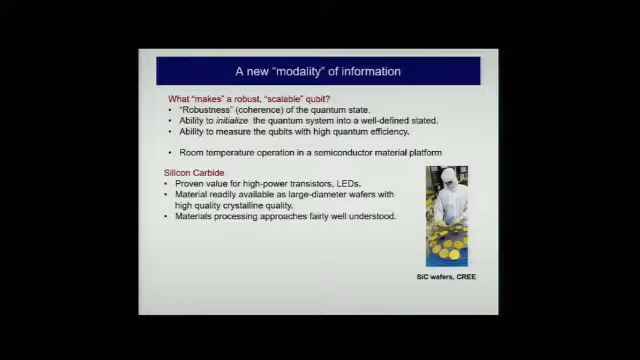 A new “modality” of information
What “makes” a robust, “scalable” qubit?
• “Robustness” (coherence) of the quantum state.
• Ability to initialize the quantum system into a well-defined stated.
• Ability to measure the qubits with high quantum efficiency.
• Room temperature operation in a semiconductor material platform
Silicon Carbide
• Proven value for high-power transistors, LEDs.
• Material readily available as large-diameter wafers with
high quality crystalline quality.
• Materials processing approaches fairly well understood.
SiC wafers, CREE